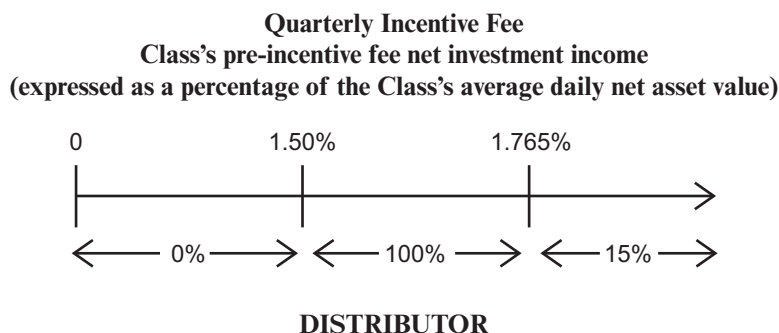 Quarterly Incentive Fee
Class’s pre-incentive fee net investment income
(expressed as a percentage of the Class’s average daily net asset value)
0 1.50% 1.765%
0% 100% 15%
DISTRIBUTOR